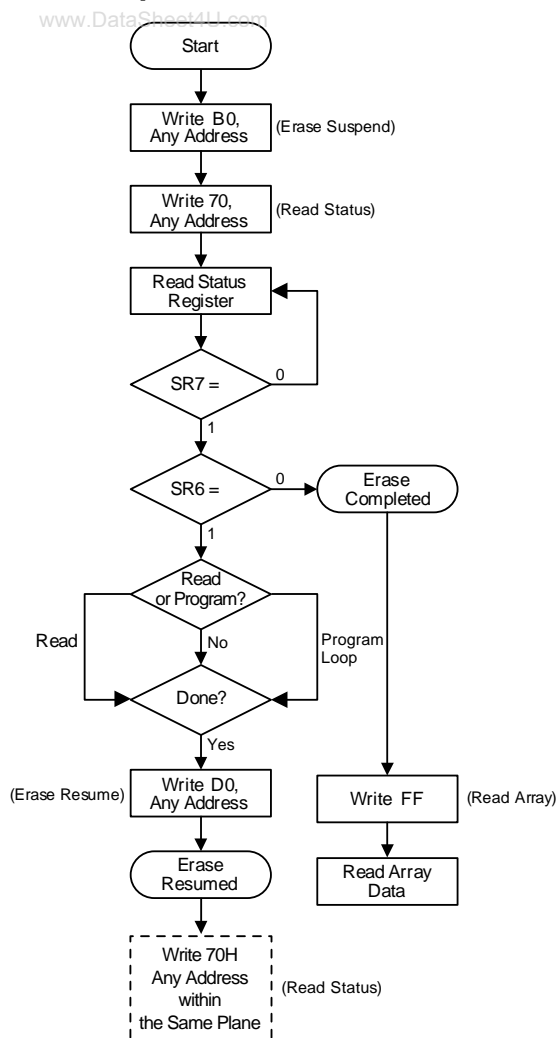 www.DataSheet4U.com
Start
Write B0,
Any Address
(Erase Suspend)
Write 70,
Any Address
(Read Status)
Read Status
Register
SR7 =
0
1
SR6 =
0
Erase
Completed
1
Read
or Program?
Read
No
Program
Loop
Done?
Yes
(Erase Resume)
Write D0,
Any Address
Write FF
(Read Array)
Erase
Resumed
Read Array
Data
Write 70H
Any Address
within
the Same Plane
(Read Status)